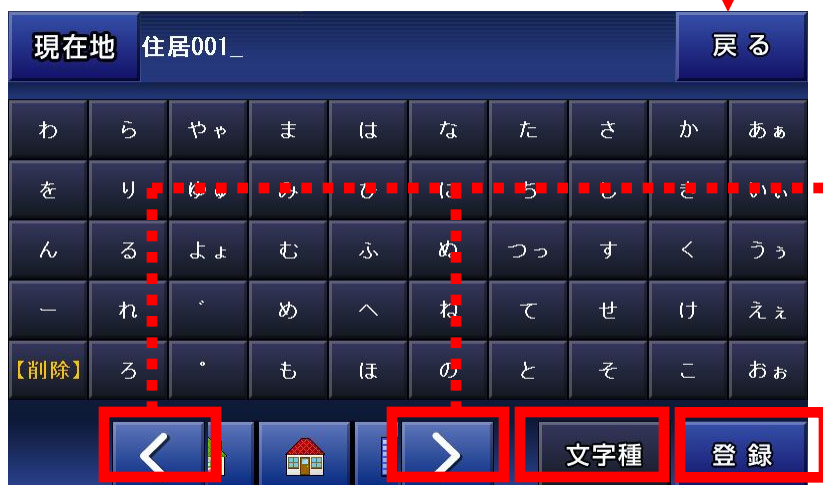 現在地 住居001_ 戻る
わ ら やゃ ま は な た さ か あぁ
を り ゆゅ み ひ に ち し き いぃ
ん る よょ む ふ ぬ つっ す く うぅ
ー れ ゛ め へ ね て せ け えぇ
【削除】 ろ ゜ も ほ の と そ こ おぉ
< > 文字種 登録